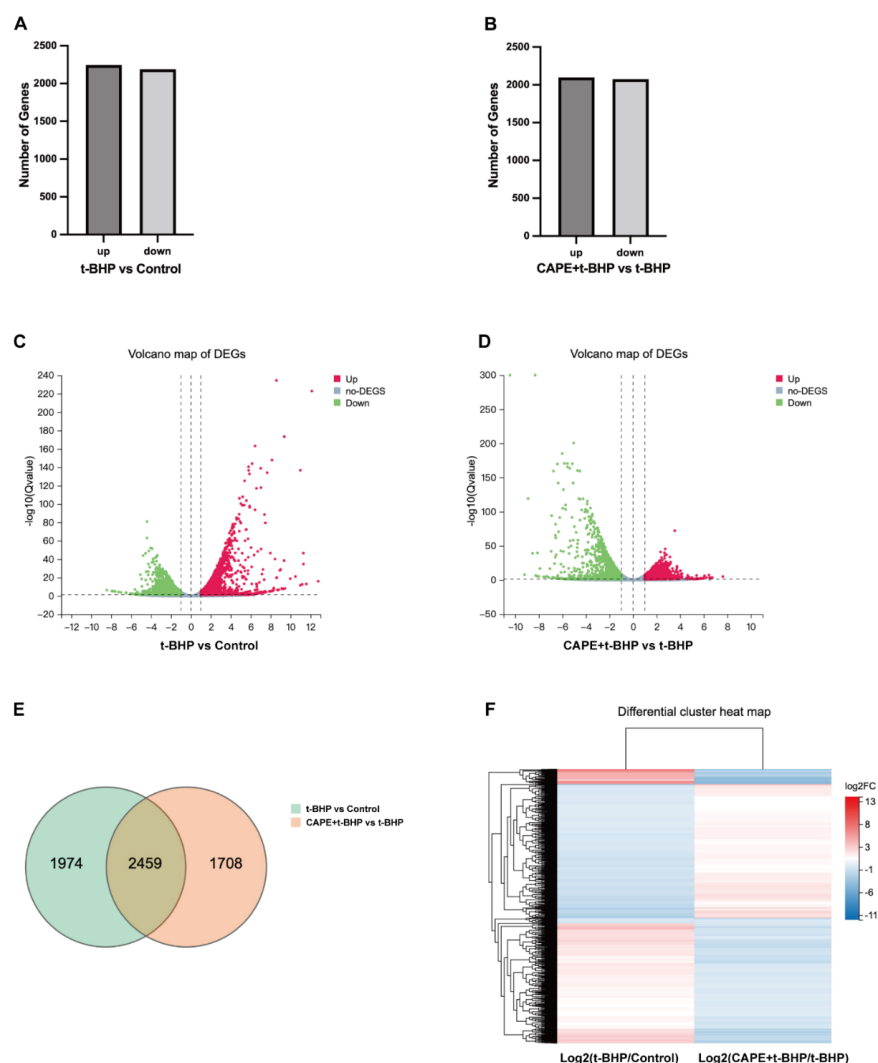 A
2500
2000
1500
1000
500
0
Number of Genes
up down
t-BHP vs Control
B
2500
2000
1500
1000
500
0
Number of Genes
up down
CAPE+t-BHP vs t-BHP
C
Volcano map of DEGs
Up
no-DEGS
Down
240
220
200
180
160
140
120
100
80
60
40
20
0
−20
-log10(Qvalue)
−12 −10 −8 −6 −4 −2 0 2 4 6 8 10 12
t-BHP vs Control
D
Volcano map of DEGs
Up
no-DEGS
Down
300
250
200
150
100
50
0
−50
-log10(Qvalue)
−10 −8 −6 −4 −2 0 2 4 6 8 10
CAPE+t-BHP vs t-BHP
E
1974 2459 1708
t-BHP vs Control
CAPE+t-BHP vs t-BHP
F
Differential cluster heat map
log2FC
13
3
-1
-6
-11
Log2(t-BHP/Control) Log2(CAPE+t-BHP/t-BHP)